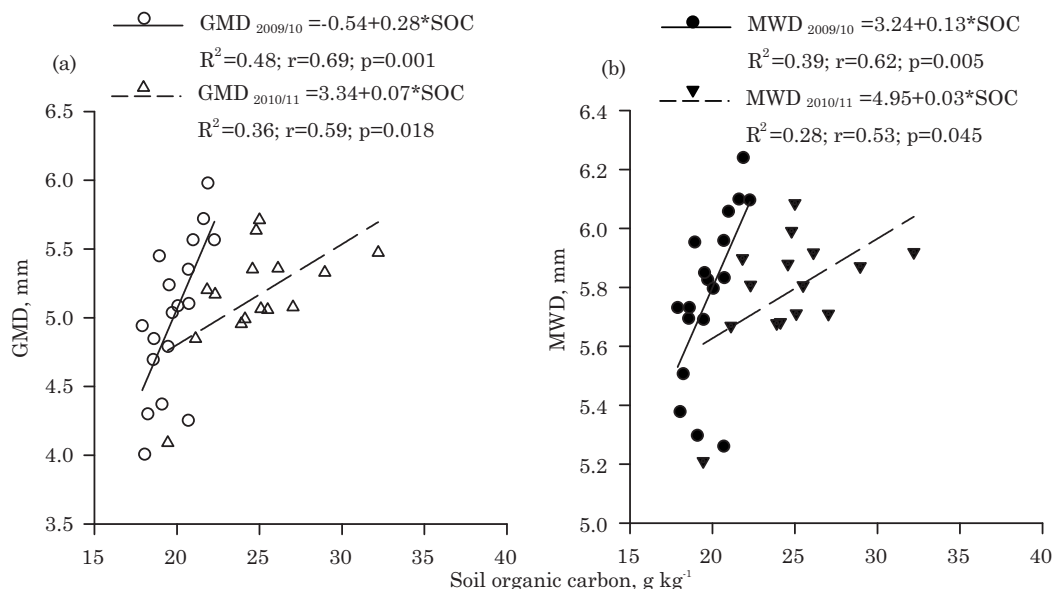 GMD 2009/10 =-0.54+0.28*SOC
R²=0.48; r=0.69; p=0.001
(a)
GMD 2010/11 =3.34+0.07*SOC
R²=0.36; r=0.59; p=0.018
6.0
5.5
5.0
4.5
4.0
3.5
GMD, mm
15 20 25 30 35 40
MWD 2009/10 =3.24+0.13*SOC
R²=0.39; r=0.62; p=0.005
(b)
MWD 2010/11 =4.95+0.03*SOC
R²=0.28; r=0.53; p=0.045
6.4
6.2
6.0
5.8
5.6
5.4
5.2
5.0
MWD, mm
15 20 25 30 35 40
Soil organic carbon, g kg⁻¹